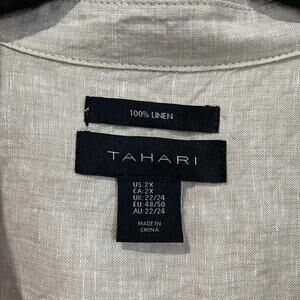 100% LINEN
TAHARI
US: 2X
CA: 2X
UK: 22/24
EU: 48/50
AU: 22/24
MADE IN
CHINA